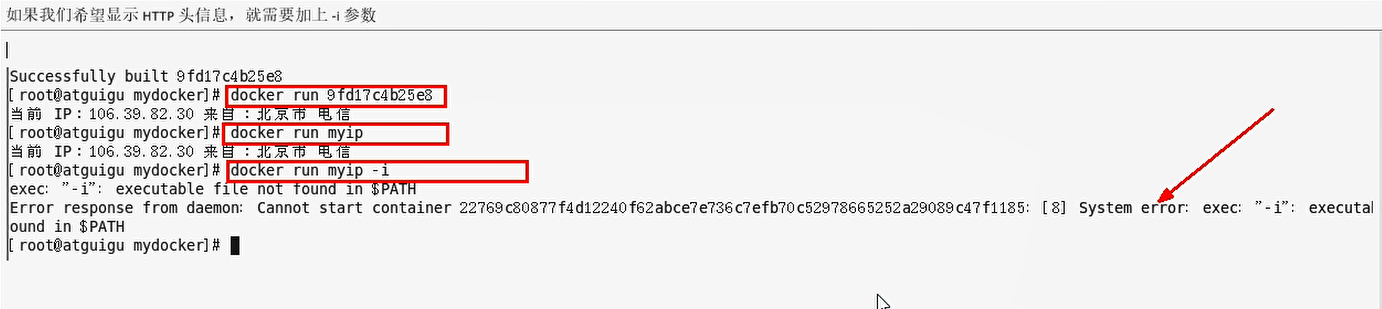 如果我们希望显示 HTTP 头信息，就需要加上 -i 参数
Successfully built 9fd17c4b25e8
[root@atguigu mydocker]# docker run 9fd17c4b25e8
当前 IP：106.39.82.30 来自：北京市 电信
[root@atguigu mydocker]# docker run myip
当前 IP：106.39.82.30 来自：北京市 电信
[root@atguigu mydocker]# docker run myip -i
exec: "-i": executable file not found in $PATH
Error response from daemon: Cannot start container 22769c80877f4d12240f62abce7e736c7efb70c52978665252a29089c47f1185: [8] System error: exec: "-i": executal
ound in $PATH
[root@atguigu mydocker]#